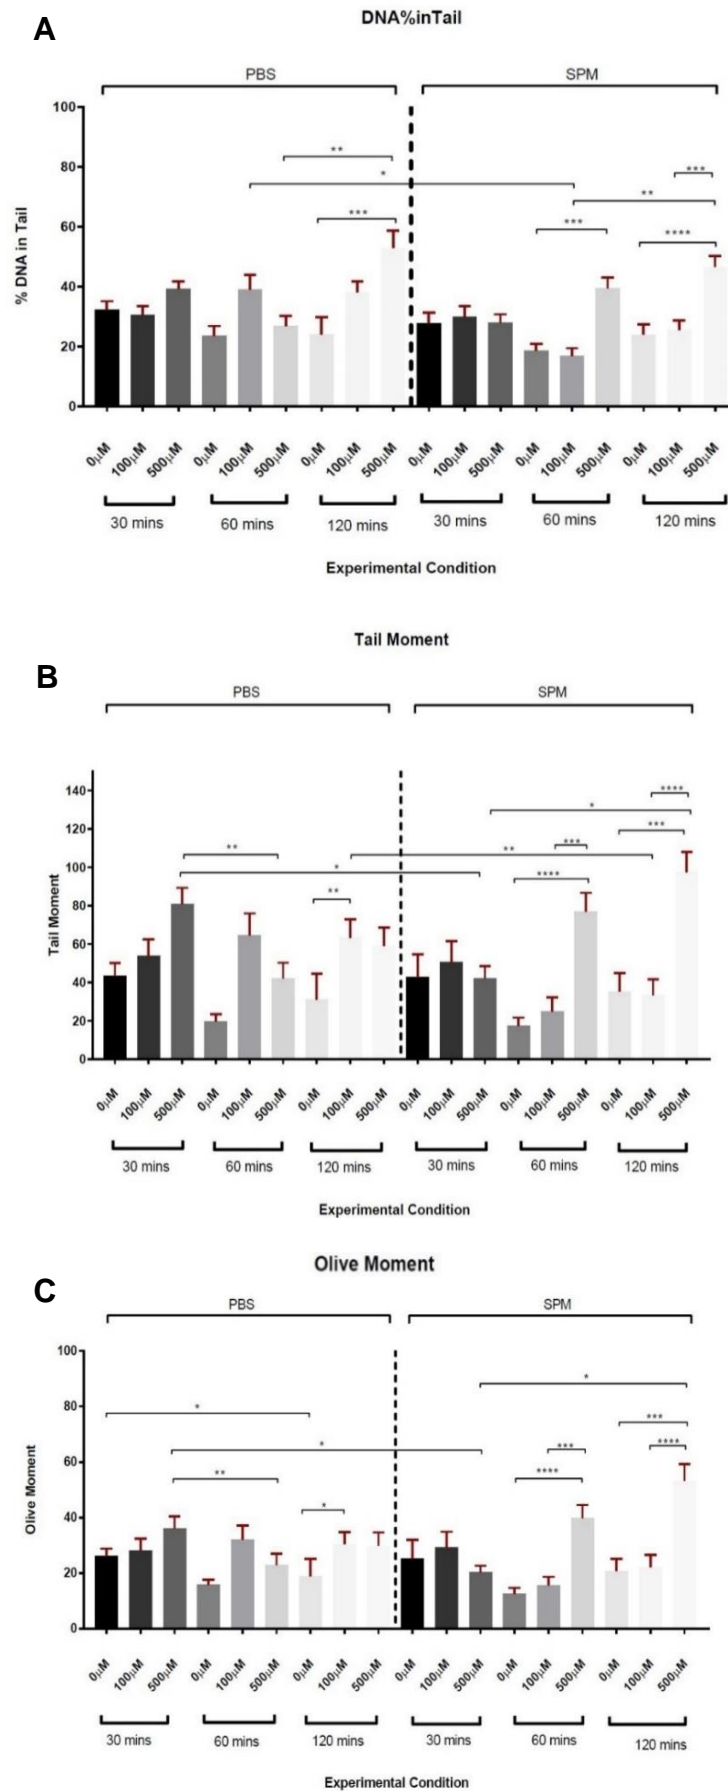 A
DNA%inTail
PBS
SPM
100
80
60
40
20
0
% DNA in Tail
**
*
***
***
**
***
****
0µM 100µM 500µM 0µM 100µM 500µM 0µM 100µM 500µM 0µM 100µM 500µM 0µM 100µM 500µM 0µM 100µM 500µM
30 mins 60 mins 120 mins 30 mins 60 mins 120 mins
Experimental Condition
Tail Moment
B
PBS
SPM
140
120
100
80
60
40
20
0
Tail Moment
****
*
***
***
**
**
*
****
**
0µM 100µM 500µM 0µM 100µM 500µM 0µM 100µM 500µM 0µM 100µM 500µM 0µM 100µM 500µM 0µM 100µM 500µM
30 mins 60 mins 120 mins 30 mins 60 mins 120 mins
Experimental Condition
Olive Moment
C
PBS
SPM
100
80
60
40
20
0
Olive Moment
*
*
***
****
***
*
**
****
*
0µM 100µM 500µM 0µM 100µM 500µM 0µM 100µM 500µM 0µM 100µM 500µM 0µM 100µM 500µM 0µM 100µM 500µM
30 mins 60 mins 120 mins 30 mins 60 mins 120 mins
Experimental Condition